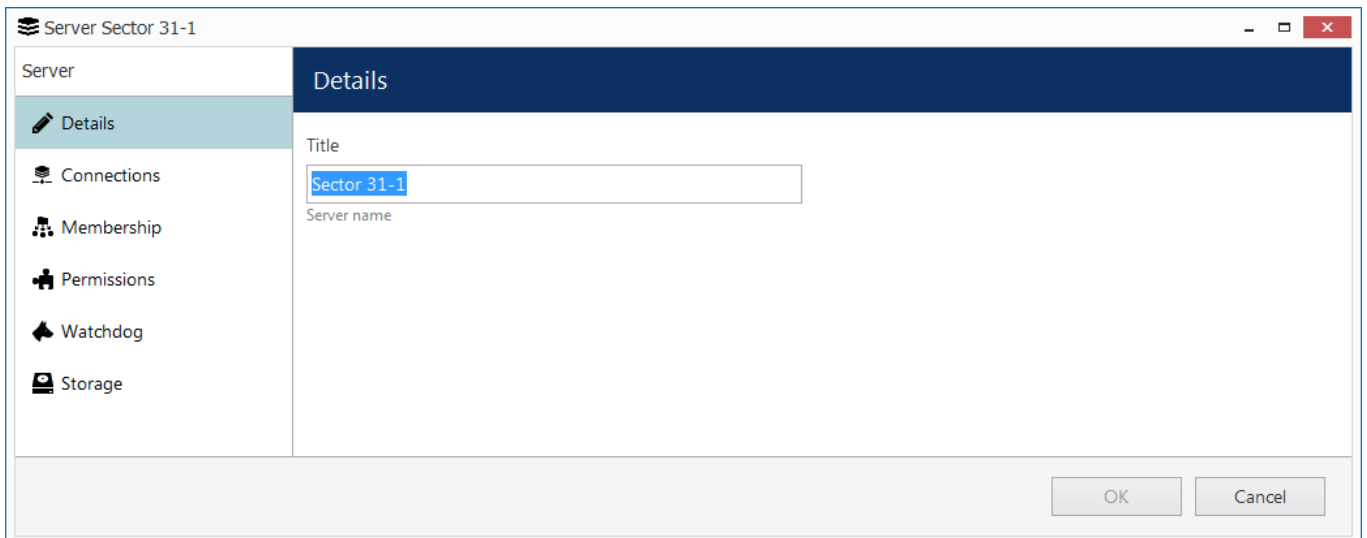 Server Sector 31-1
Server
Details
Connections
Membership
Permissions
Watchdog
Storage
Details
Title
Sector 31-1
Server name
OK
Cancel